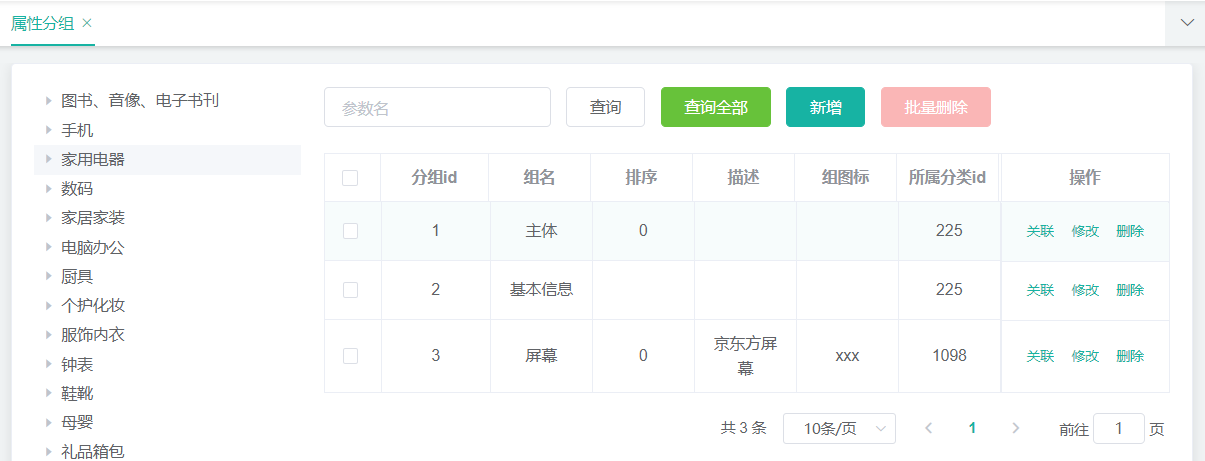 属性分组 ×
图书、音像、电子书刊
手机
家用电器
数码
家居家装
电脑办公
厨具
个护化妆
服饰内衣
钟表
鞋靴
母婴
礼品箱包
参数名 查询 查询全部 新增 批量删除
分组id 组名 排序 描述 组图标 所属分类id 操作
1 主体 0 225 关联 修改 删除
2 基本信息 225 关联 修改 删除
3 屏幕 0 京东方屏 xxx 1098 关联 修改 删除
幕
共 3 条 10条/页 1 前往 1 页